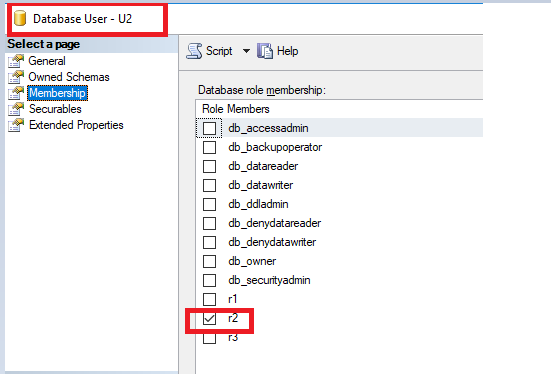 Database User - U2
Select a page
General
Owned Schemas
Membership
Securables
Extended Properties
Script
Help
Database role membership:
Role Members
db_accessadmin
db_backupoperator
db_datareader
db_datawriter
db_ddladmin
db_denydatareader
db_denydatawriter
db_owner
db_securityadmin
r1
r2
r3